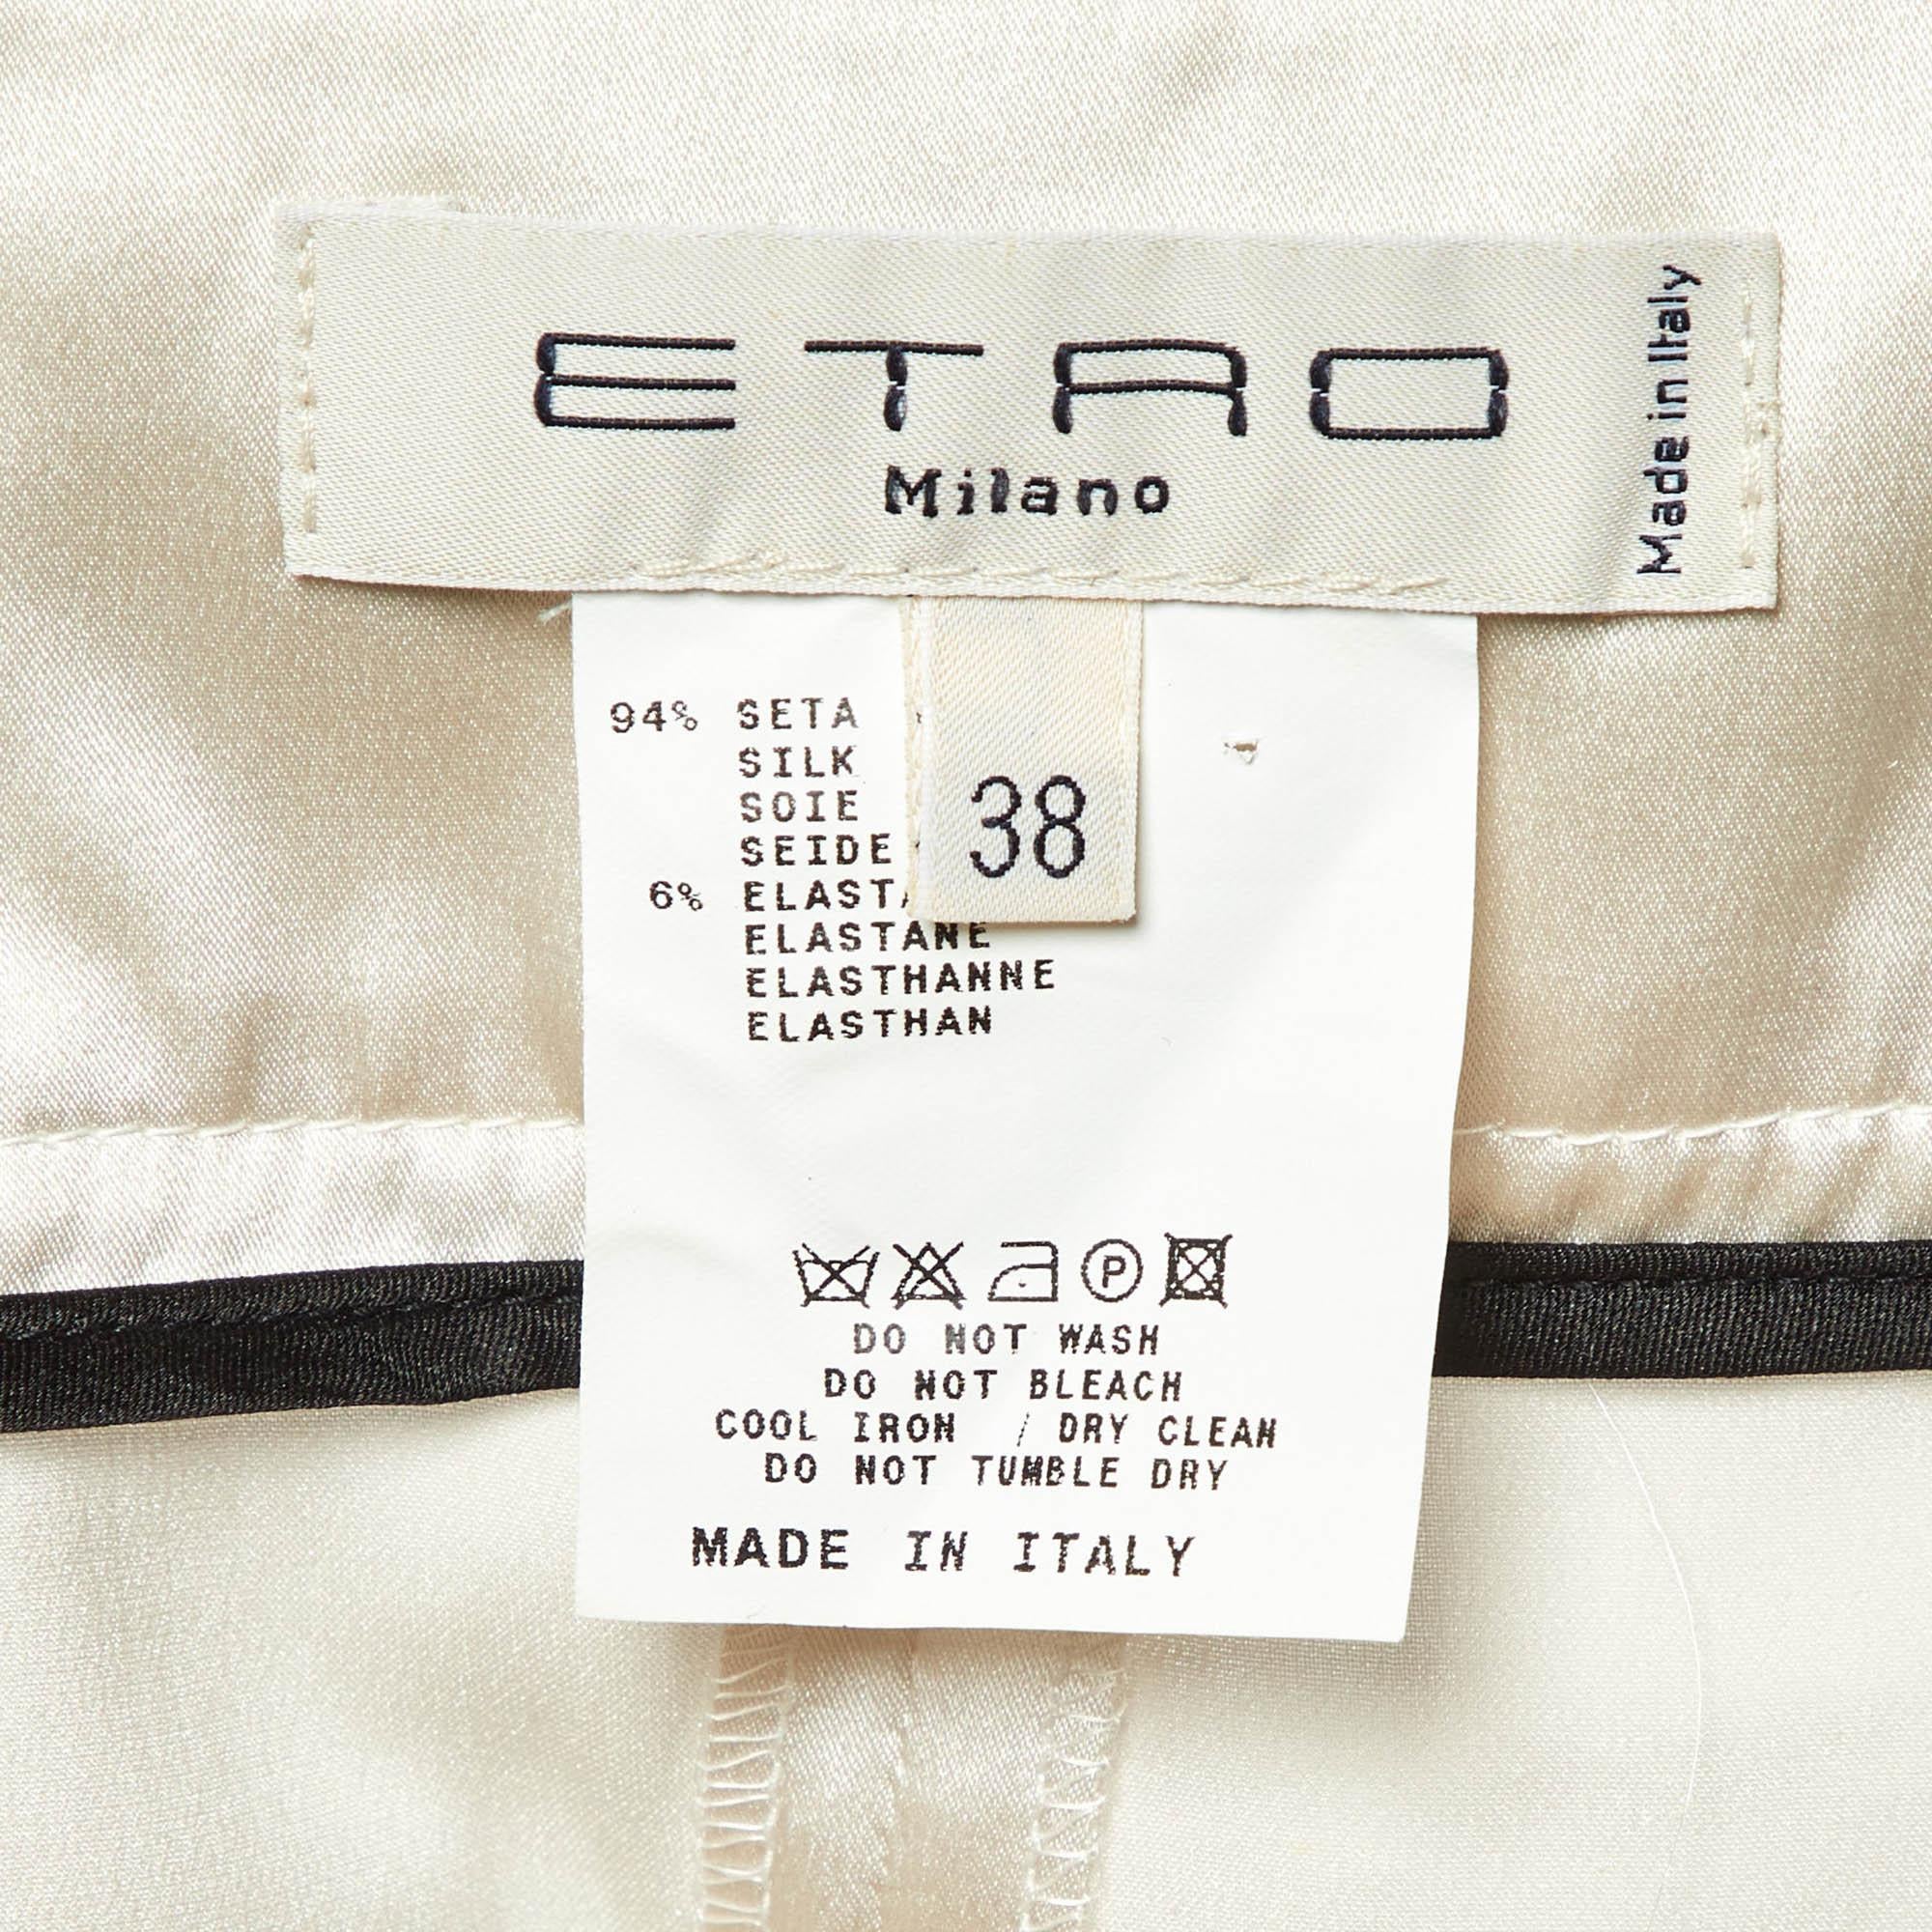 ETRO
Milano
Made in Italy
38
94% SETA
SILK
SOIE
SEIDE
6%
ELASTANE
ELASTHANNE
ELASTHAN
P
DO NOT WASH
DO NOT BLEACH
COOL IRON / DRY CLEAN
DO NOT TUMBLE DRY
MADE IN ITALY